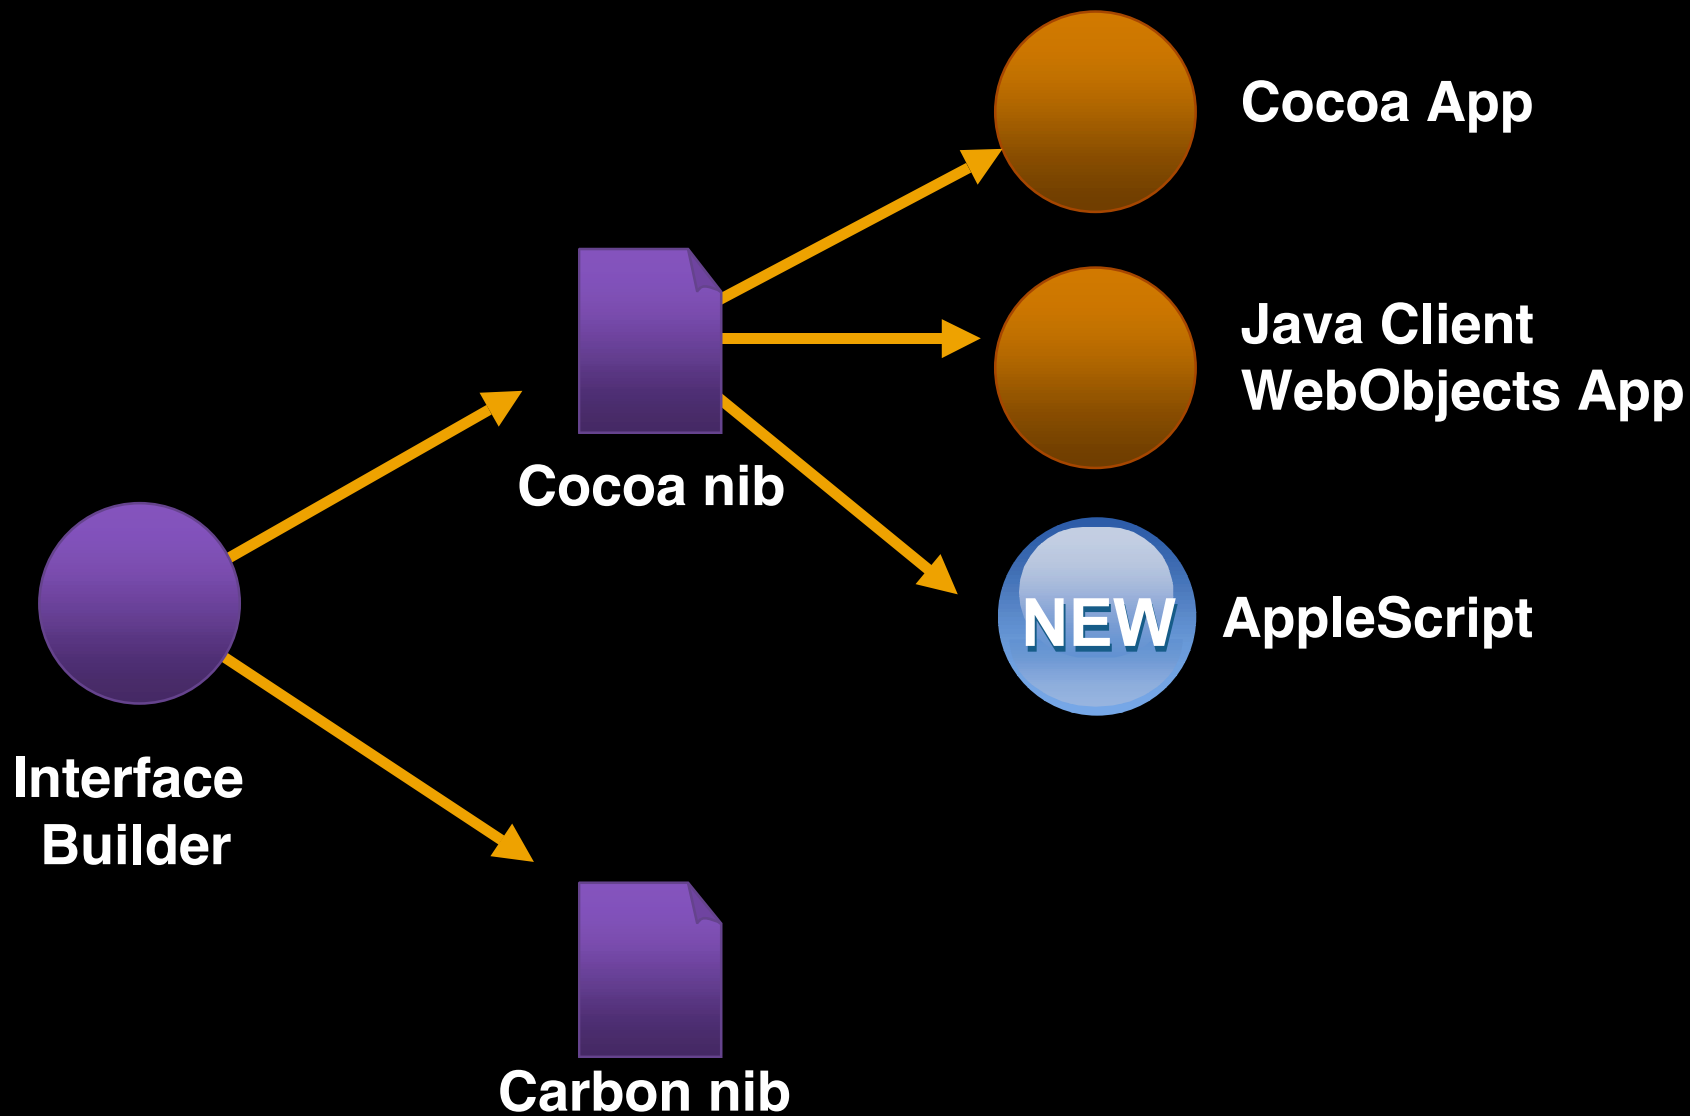 Cocoa App
Java Client
WebObjects App
Cocoa nib
NEW
AppleScript
Interface
Builder
Carbon nib